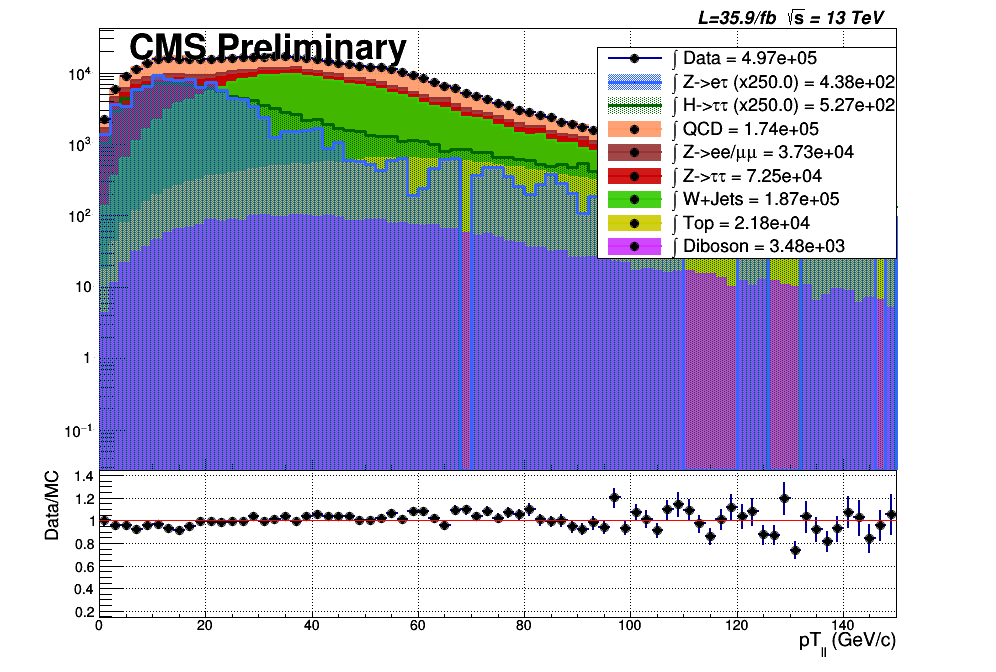 L=35.9/fb √s = 13 TeV
CMS Preliminary
∫ Data = 4.97e+05
∫ Z->eτ (x250.0) = 4.38e+02
∫ H->ττ (x250.0) = 5.27e+02
∫ QCD = 1.74e+05
∫ Z->ee/μμ = 3.73e+04
∫ Z->ττ = 7.25e+04
∫ W+Jets = 1.87e+05
∫ Top = 2.18e+04
∫ Diboson = 3.48e+03
10⁴
10³
10²
10
1
10⁻¹
Data/MC
1.4
1.2
1
0.8
0.6
0.4
0.2
0 20 40 60 80 100 120 140
pT_|| (GeV/c)